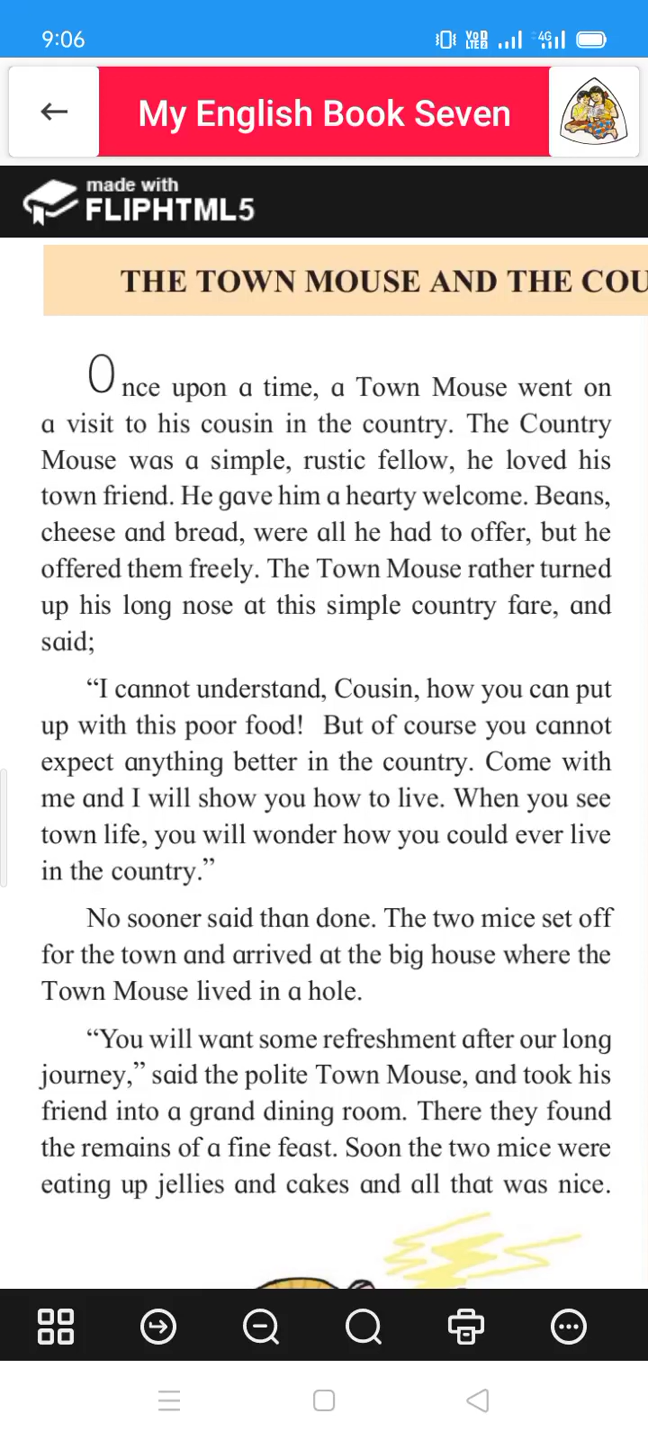 9:06
Vo)
LTE
4G
My English Book Seven
made with
FLIPHTML5
THE TOWN MOUSE AND THE COU
Once upon a time, a Town Mouse went on
a visit to his cousin in the country. The Country
Mouse was a simple, rustic fellow, he loved his
town friend. He gave him a hearty welcome. Beans,
cheese and bread, were all he had to offer, but he
offered them freely. The Town Mouse rather turned
up his long nose at this simple country fare, and
said;
“I cannot understand, Cousin, how you can put
up with this poor food! But of course you cannot
expect anything better in the country. Come with
me and I will show you how to live. When you see
town life, you will wonder how you could ever live
in the country.”
No sooner said than done. The two mice set off
for the town and arrived at the big house where the
Town Mouse lived in a hole.
“You will want some refreshment after our long
journey,” said the polite Town Mouse, and took his
friend into a grand dining room. There they found
the remains of a fine feast. Soon the two mice were
eating up jellies and cakes and all that was nice.